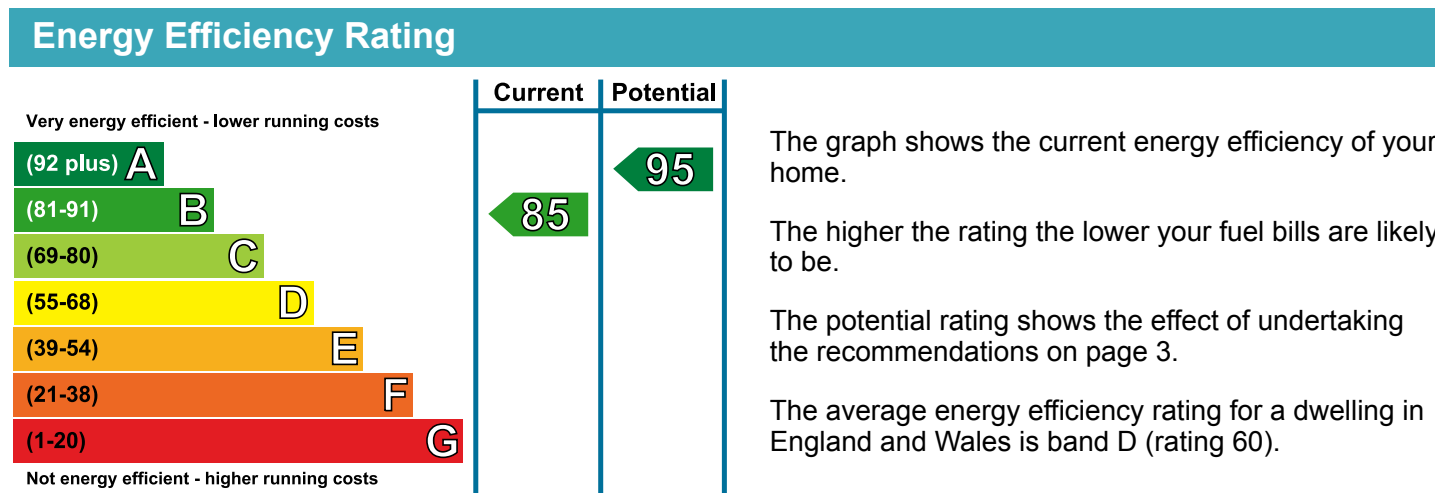 Energy Efficiency Rating
Current Potential
Very energy efficient - lower running costs
(92 plus) A
95
(81-91) B
85
(69-80) C
(55-68) D
(39-54) E
(21-38) F
(1-20) G
Not energy efficient - higher running costs
The graph shows the current energy efficiency of your
home.
The higher the rating the lower your fuel bills are likely
to be.
The potential rating shows the effect of undertaking
the recommendations on page 3.
The average energy efficiency rating for a dwelling in
England and Wales is band D (rating 60).